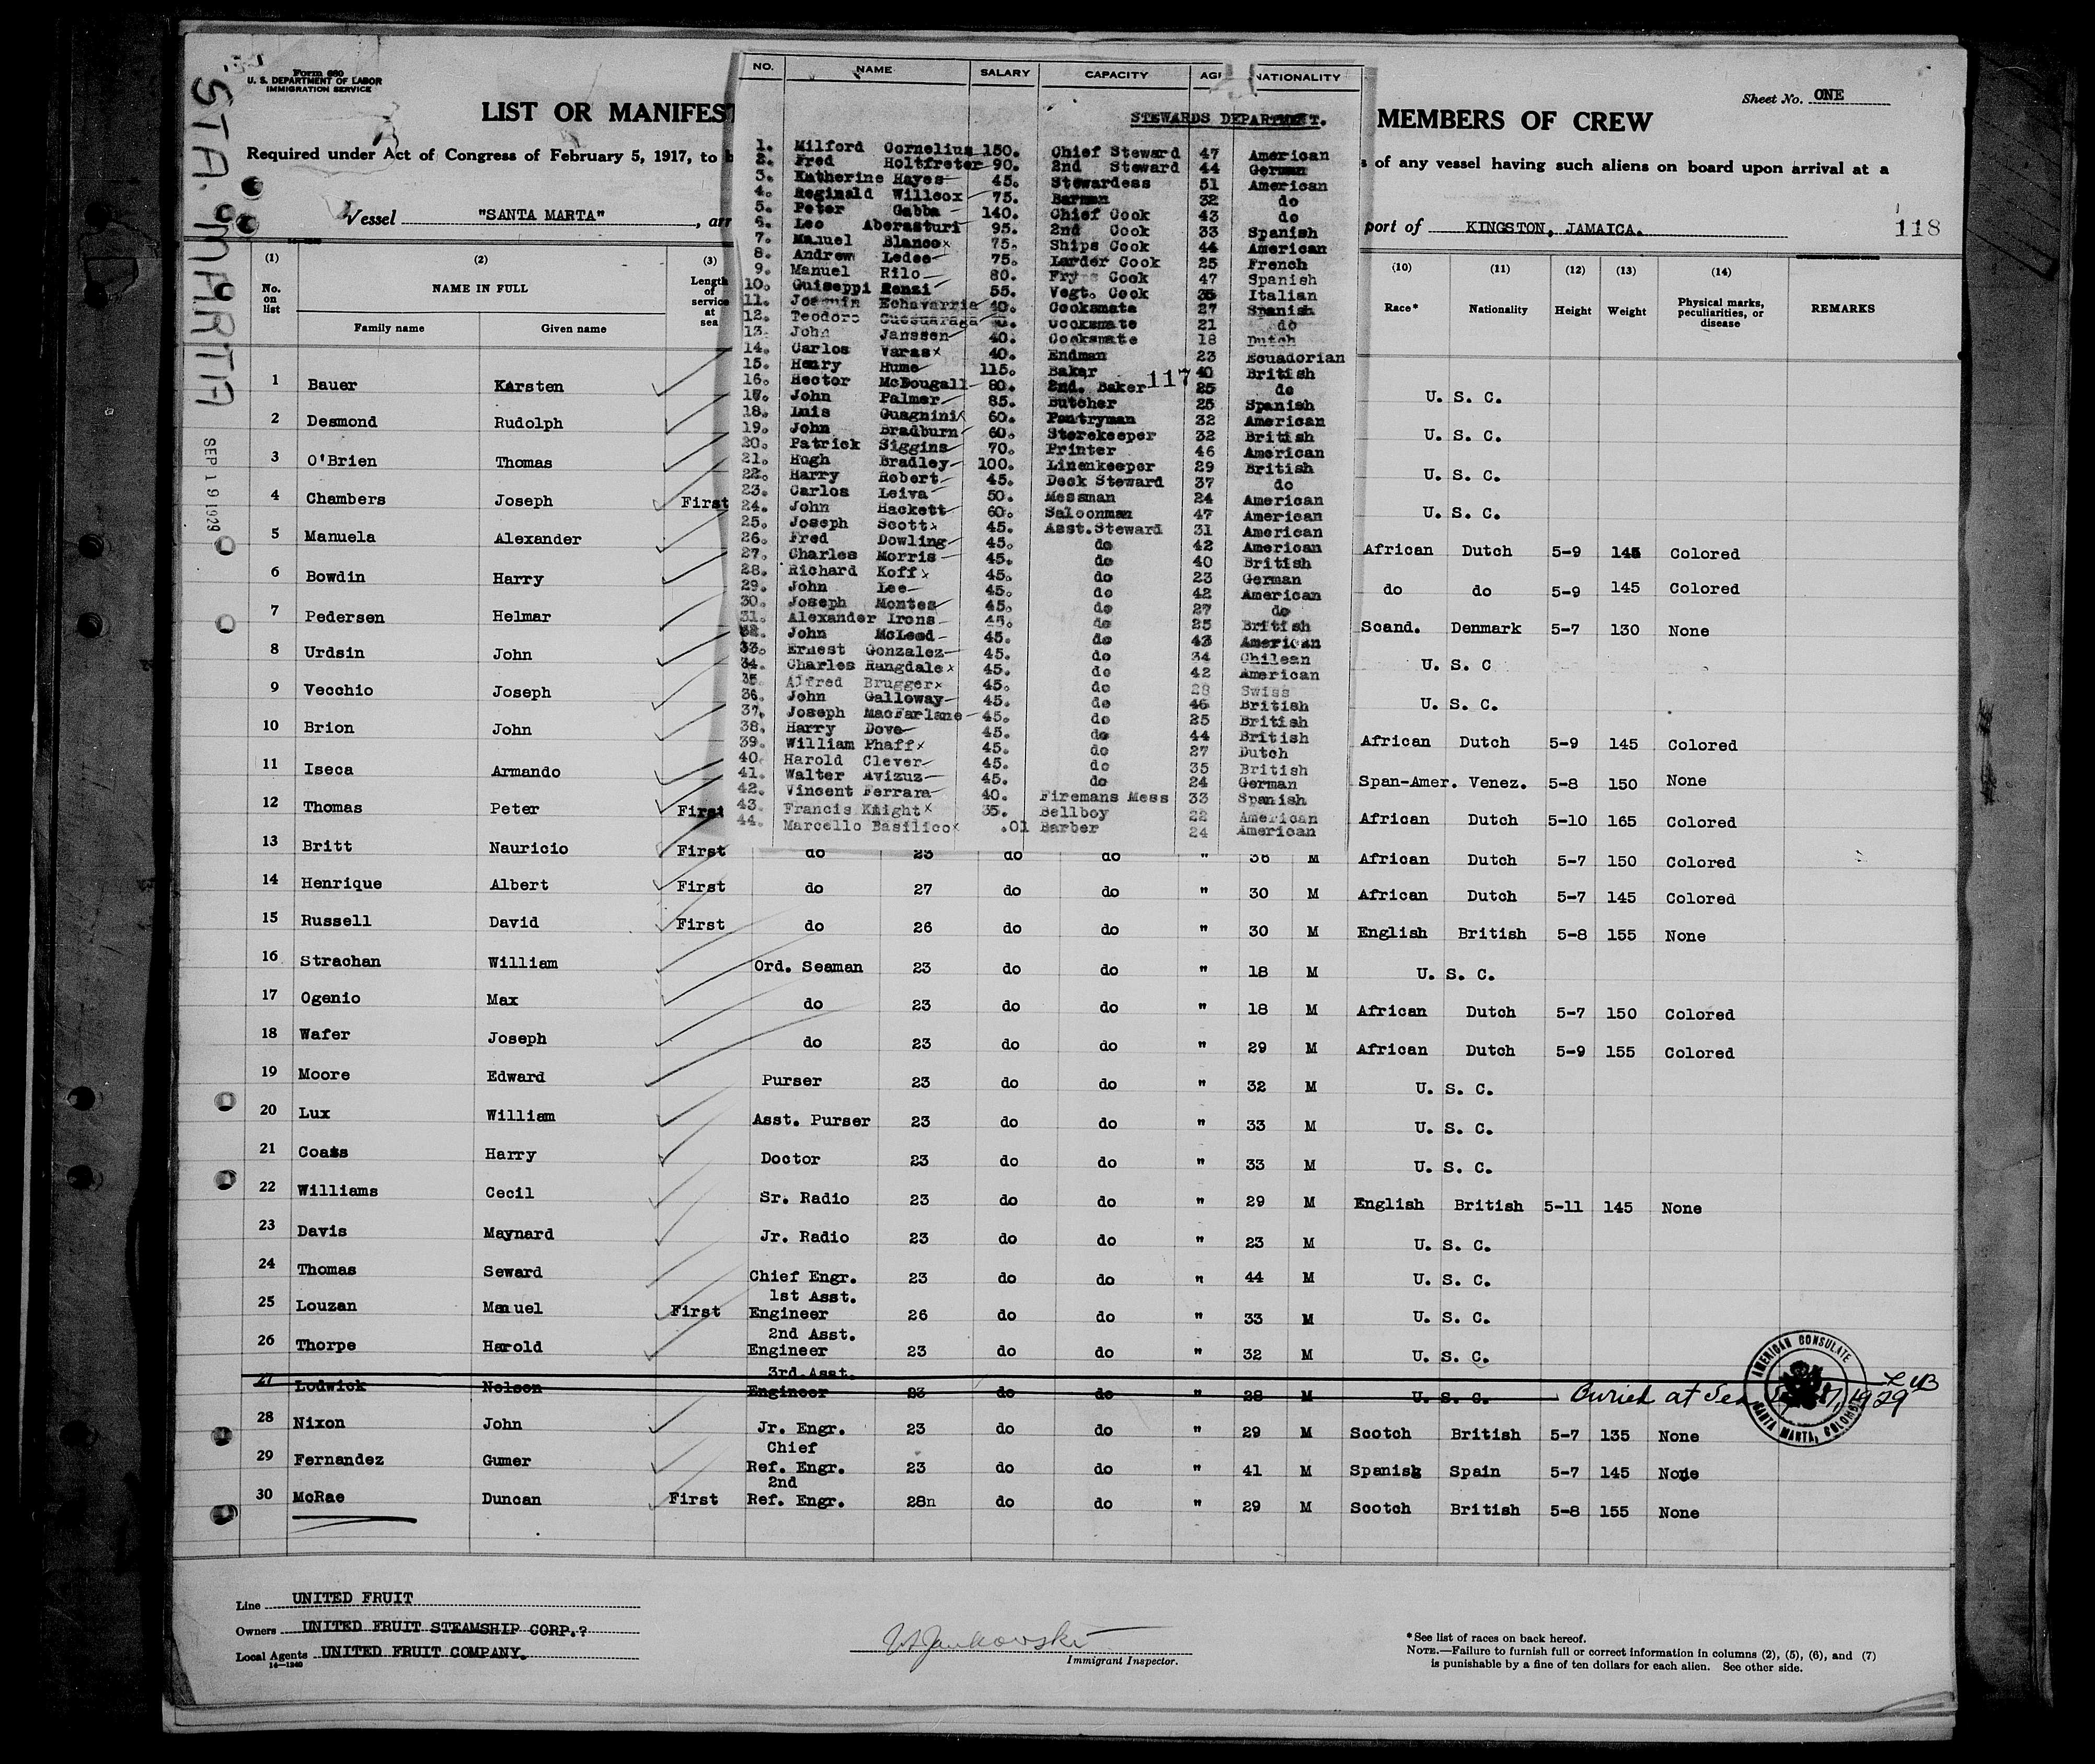 Form 680
U. S. DEPARTMENT OF LABOR
IMMIGRATION SERVICE
STA. MARTA
SEP 19 1929
Sheet No. ONE
LIST OR MANIFEST
MEMBERS OF CREW
Required under Act of Congress of February 5, 1917, to b
s of any vessel having such aliens on board upon arrival at a
Vessel "SANTA MARTA", arr
port of KINGSTON, JAMAICA.
118
NO. NAME SALARY CAPACITY AGE NATIONALITY
STEWARDS DEPARTMENT.
1. Milford Cornelius 150. Chief Steward 47 American
2. Fred Holtfreter 90. 2nd Steward 44 German
3. Katherine Hayes 45. Stewardess 51 American
4. Reginald Willcox 75. Barman 32 do
5. Peter Gabba 140. Chief Cook 43 do
6. Leo Aberasturi 95. 2nd Cook 33 Spanish
7. Manuel Blanco 75. Ships Cook 44 American
8. Andrew Ledee 75. Larder Cook 25 French
9. Manuel Rilo 80. Fry Cook 47 Spanish
10. Guiseppi Renzi 55. Vegt. Cook 35 Italian
11. Joaquin Echavarria 40. Cooksmate 27 Spanish
12. Teodoro Cooksmate 21 do
13. John Janssen 40. Cooksmate 18 Dutch
14. Carlos Varas 40. Endman 23 Ecuadorian
15. Henry Hume 115. Baker 40 British
16. Hector McDougall 80. 2nd. Baker 25 do
117
17. John Palmer 85. Butcher 25 Spanish
18. Luis Guagnini 60. Pantryman 32 American
19. John Bradburn 60. Storekeeper 32 British
20. Patrick Siggins 70. Printer 46 American
21. Hugh Bradley 100. Linenkeeper 29 British
22. Harry Robert 45. Deck Steward 37 do
23. Carlos Leiva 50. Messman 24 American
24. John Hackett 60. Saloonman 47 American
25. Joseph Scott 45. Asst.Steward 31 American
26. Fred Dowling 45. do 42 American
27. Charles Morris 45. do 40 British
28. Richard Koff 45. do 23 German
29. John Lee 45. do 42 American
30. Joseph Montes 45. do 27 do
31. Alexander Irons 45. do 25 British
32. John McLeod 45. do 43 American
33. Ernest Gonzalez 45. do 34 Chilean
34. Charles Rangdale 45. do 42 American
35. Alfred Brugger 45. do 28 Swiss
36. John Galloway 45. do 46 British
37. Joseph MacFarlane 45. do 25 British
38. Harry Dove 45. do 44 British
39. William Phaff 45. do 27 Dutch
40. Harold Clever 45. do 35 British
41. Walter Avizuz 45. do 24 German
42. Vincent Ferrara 40. Firemans Mess 33 Spanish
43. Francis Knight 35. Bellboy 22 American
44. Marcello Basilico .01 Barber 24 American
(1) (2) (3) (10) (11) (12) (13) (14)
No. on list NAME IN FULL Length of service at sea Race* Nationality Height Weight Physical marks, peculiarities, or disease REMARKS
Family name Given name
1 Bauer Karsten U. S. C.
2 Desmond Rudolph U. S. C.
3 O'Brien Thomas U. S. C.
4 Chambers Joseph First U. S. C.
5 Manuela Alexander African Dutch 5-9 145 Colored
6 Bowdin Harry do do 5-9 145 Colored
7 Pedersen Helmar Scand. Denmark 5-7 130 None
8 Urdsin John U. S. C
9 Vecchio Joseph U. S. C.
10 Brion John African Dutch 5-9 145 Colored
11 Iseca Armando Span-Amer. Venez. 5-8 150 None
12 Thomas Peter First African Dutch 5-10 165 Colored
13 Britt Nauricio First do 23 do do " 36 M African Dutch 5-7 150 Colored
14 Henrique Albert First do 27 do do " 30 M African Dutch 5-7 145 Colored
15 Russell David First do 26 do do " 30 M English British 5-8 155 None
16 Strachan William Ord. Seaman 23 do do " 18 M U. S. C.
17 Ogenio Max do 23 do do " 18 M African Dutch 5-7 150 Colored
18 Wafer Joseph do 23 do do " 29 M African Dutch 5-9 155 Colored
19 Moore Edward Purser 23 do do " 32 M U. S. C.
20 Lux William Asst. Purser 23 do do " 33 M U. S. C.
21 Coats Harry Doctor 23 do do " 33 M U. S. C.
22 Williams Cecil Sr. Radio 23 do do " 29 M English British 5-11 145 None
23 Davis Maynard Jr. Radio 23 do do " 23 M U. S. C.
24 Thomas Seward Chief Engr. 23 do do " 44 M U. S. C.
25 Louzan Manuel First 1st Asst. Engineer 26 do do " 33 M U. S. C.
26 Thorpe Harold 2nd Asst. Engineer 23 do do " 32 M U. S. C.
27 Lodwick Nelson 3rd Asst. Engineer 23 do do " 28 M U. S. C. Buried at Sea 1929
AMERICAN CONSULATE
SANTA MARTA, COLOMBIA
28 Nixon John Jr. Engr. 23 do do " 29 M Scotch British 5-7 135 None
29 Fernandez Gumer Chief Ref. Engr. 23 do do " 41 M Spanish Spain 5-7 145 None
30 McRae Duncan First 2nd Ref. Engr. 28n do do " 29 M Scotch British 5-8 155 None
Line UNITED FRUIT
Owners UNITED FRUIT STEAMSHIP CORP.?
Local Agents UNITED FRUIT COMPANY.
14-1240
Jankowski
Immigrant Inspector.
*See list of races on back hereof.
NOTE.—Failure to furnish full or correct information in columns (2), (5), (6), and (7)
is punishable by a fine of ten dollars for each alien. See other side.